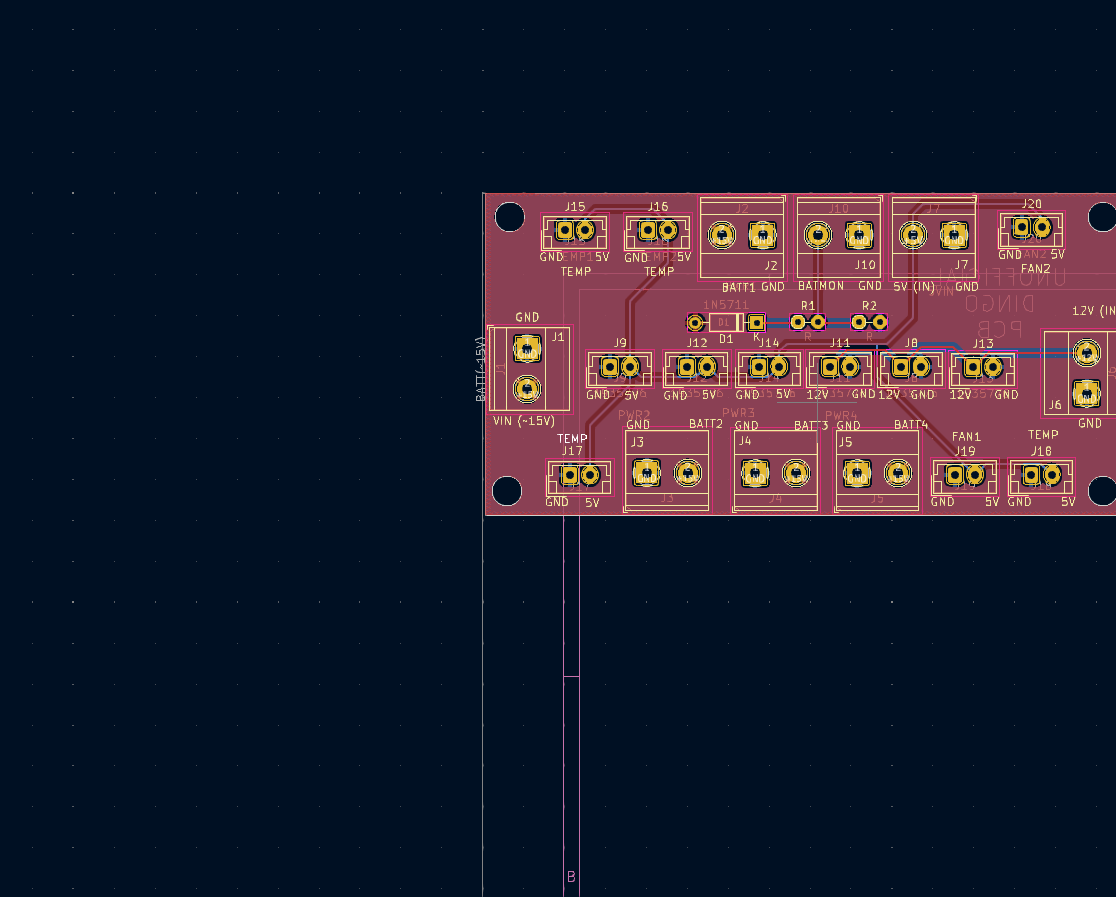 J15
J16
J20
GND 5V
TEMP
GND 5V
TEMP
J2
J2
BATT1 GND
J10
J10
BATMON GND
J7
J7
5V (IN) GND
GND 5V
FAN2
UNOFFICIAL
DINGO
PCB
1N5711
D1
D1
K
R1
R
R2
R
12V (IN
GND
J1
J1
BATT(~15V)
VIN (~15V)
J9
GND 5V
J12
GND 5V
J14
GND 5V
J11
12V GND
J8
12V GND
J13
12V GND
J6
GND
PWR2
PWR3
PWR4
TEMP
J17
GND 5V
GND BATT2
J3
J3
GND BATT3
J4
J4
GND BATT4
J5
J5
FAN1
J19
GND 5V
TEMP
J18
GND 5V
B